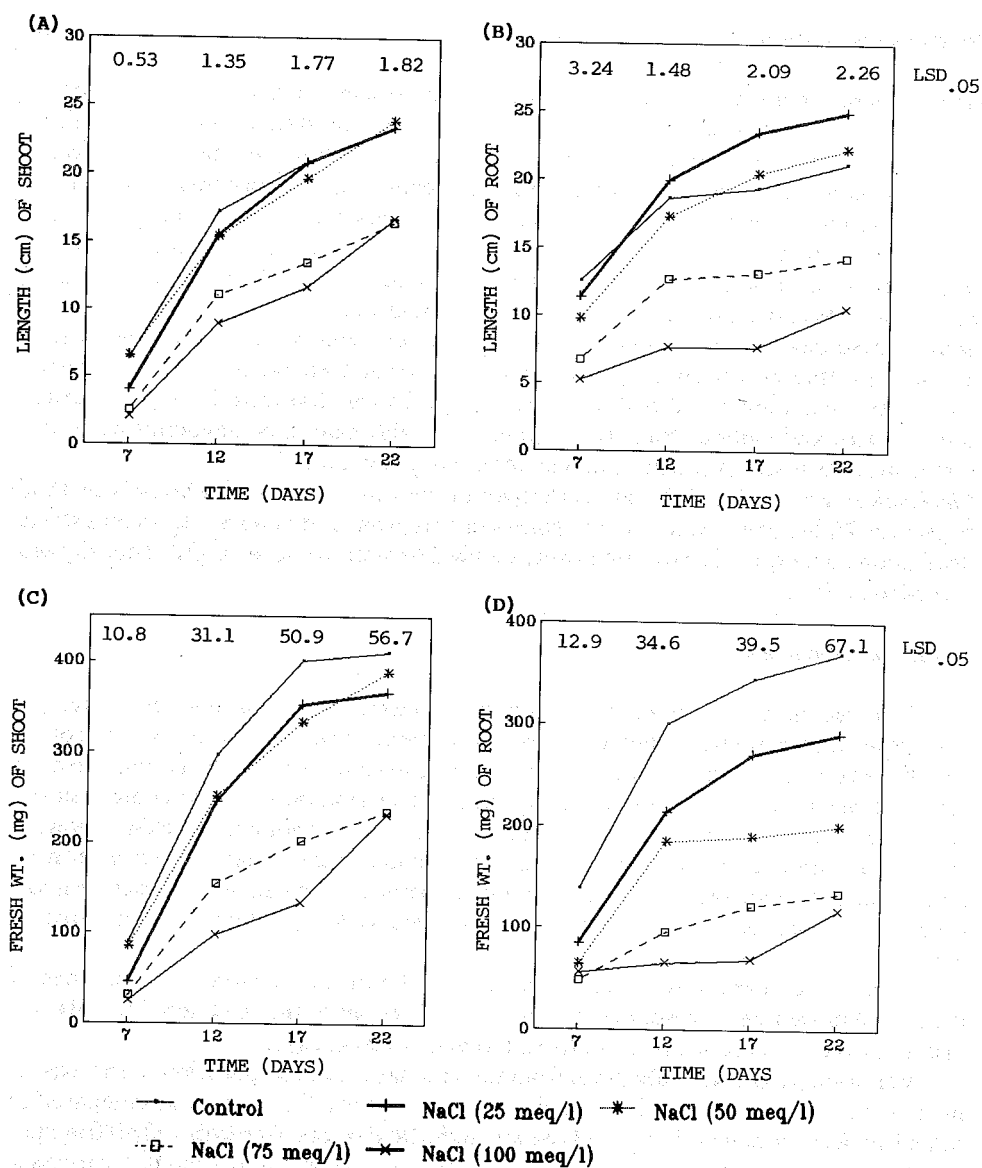 (A)
0.53 1.35 1.77 1.82
30
25
20
15
10
5
0
LENGTH (cm) OF SHOOT
7 12 17 22
TIME (DAYS)
(B)
3.24 1.48 2.09 2.26 LSD.05
30
25
20
15
10
5
0
LENGTH (cm) OF ROOT
7 12 17 22
TIME (DAYS)
(C)
10.8 31.1 50.9 56.7
400
300
200
100
0
FRESH WT. (mg) OF SHOOT
7 12 17 22
TIME (DAYS)
(D)
12.9 34.6 39.5 67.1 LSD.05
400
300
200
100
0
FRESH WT. (mg) OF ROOT
7 12 17 22
TIME (DAYS
Control NaCl (25 meq/l) NaCl (50 meq/l)
NaCl (75 meq/l) NaCl (100 meq/l)